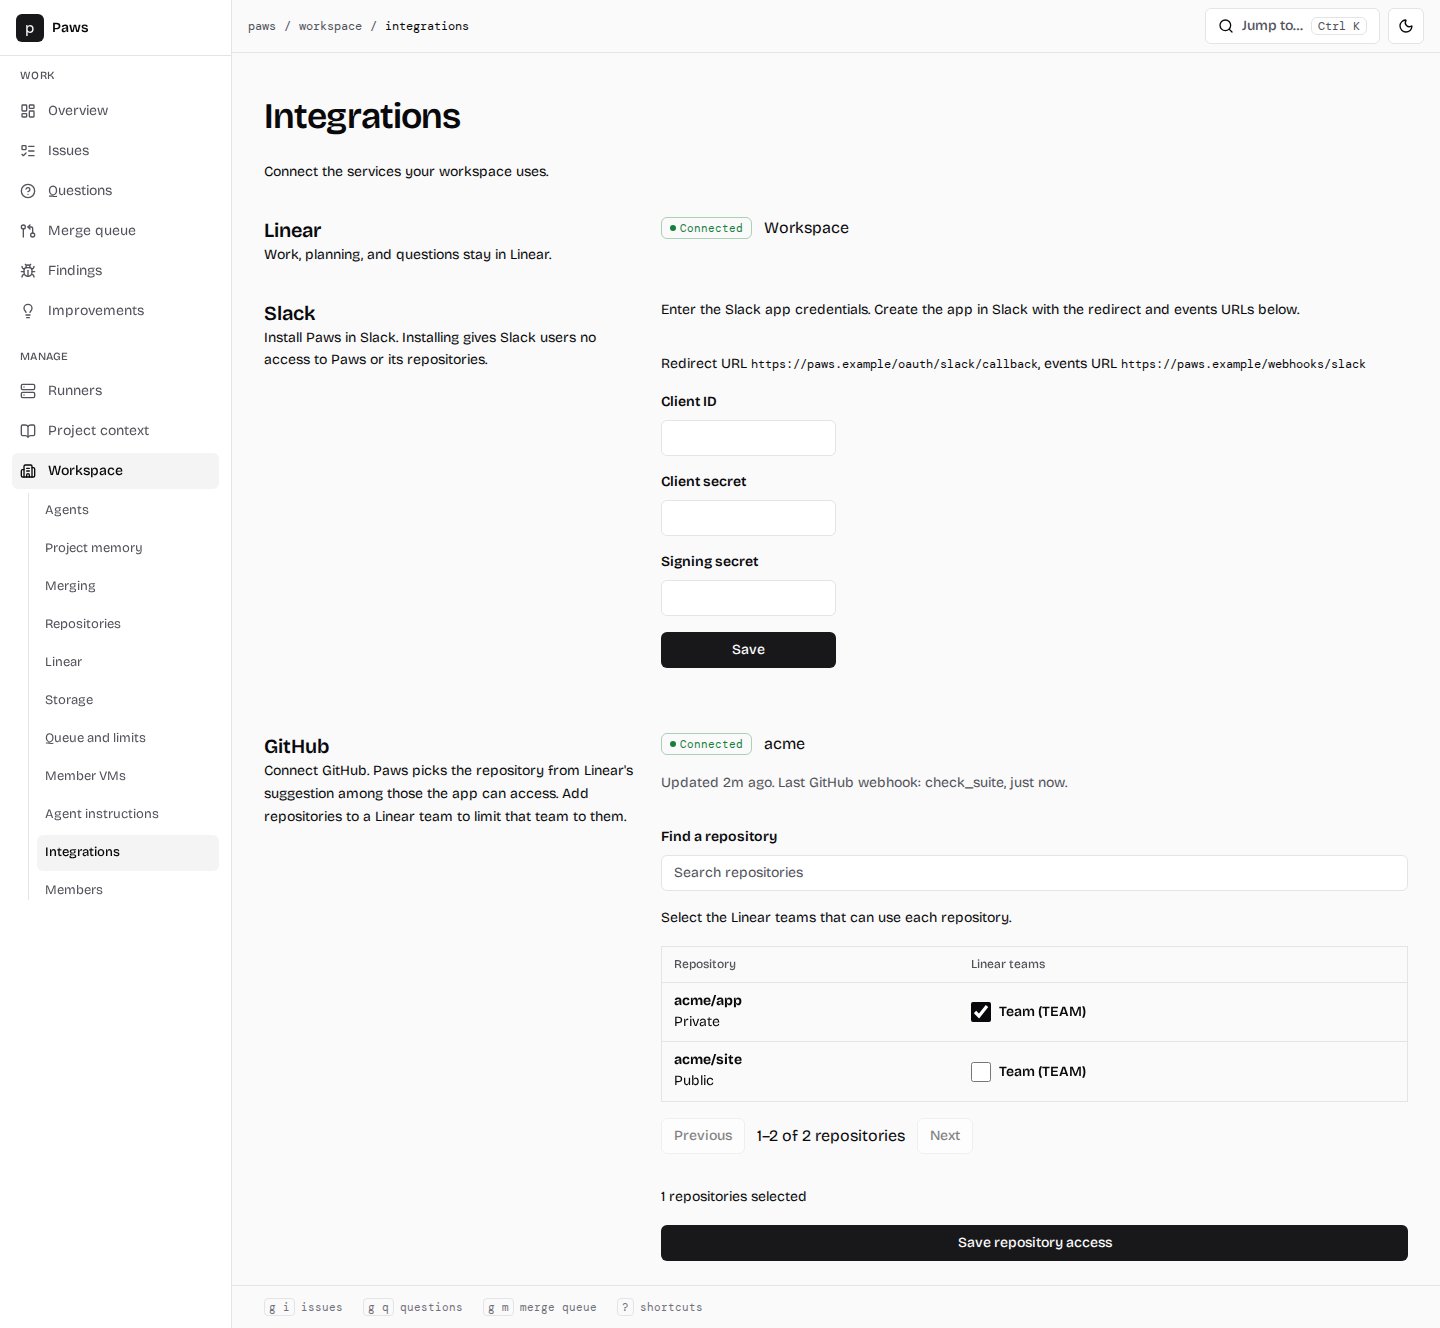 p Paws
paws / workspace / integrations
Jump to... Ctrl K
WORK
Overview
Issues
Questions
Merge queue
Findings
Improvements
MANAGE
Runners
Project context
Workspace
Agents
Project memory
Merging
Repositories
Linear
Storage
Queue and limits
Member VMs
Agent instructions
Integrations
Members
Integrations
Connect the services your workspace uses.
Linear
Work, planning, and questions stay in Linear.
Connected Workspace
Slack
Install Paws in Slack. Installing gives Slack users no
access to Paws or its repositories.
Enter the Slack app credentials. Create the app in Slack with the redirect and events URLs below.
Redirect URL https://paws.example/oauth/slack/callback, events URL https://paws.example/webhooks/slack
Client ID
Client secret
Signing secret
Save
GitHub
Connect GitHub. Paws picks the repository from Linear's
suggestion among those the app can access. Add
repositories to a Linear team to limit that team to them.
Connected acme
Updated 2m ago. Last GitHub webhook: check_suite, just now.
Find a repository
Search repositories
Select the Linear teams that can use each repository.
Repository Linear teams
acme/app
Private
Team (TEAM)
acme/site
Public
Team (TEAM)
Previous 1–2 of 2 repositories Next
1 repositories selected
Save repository access
g i issues g q questions g m merge queue ? shortcuts